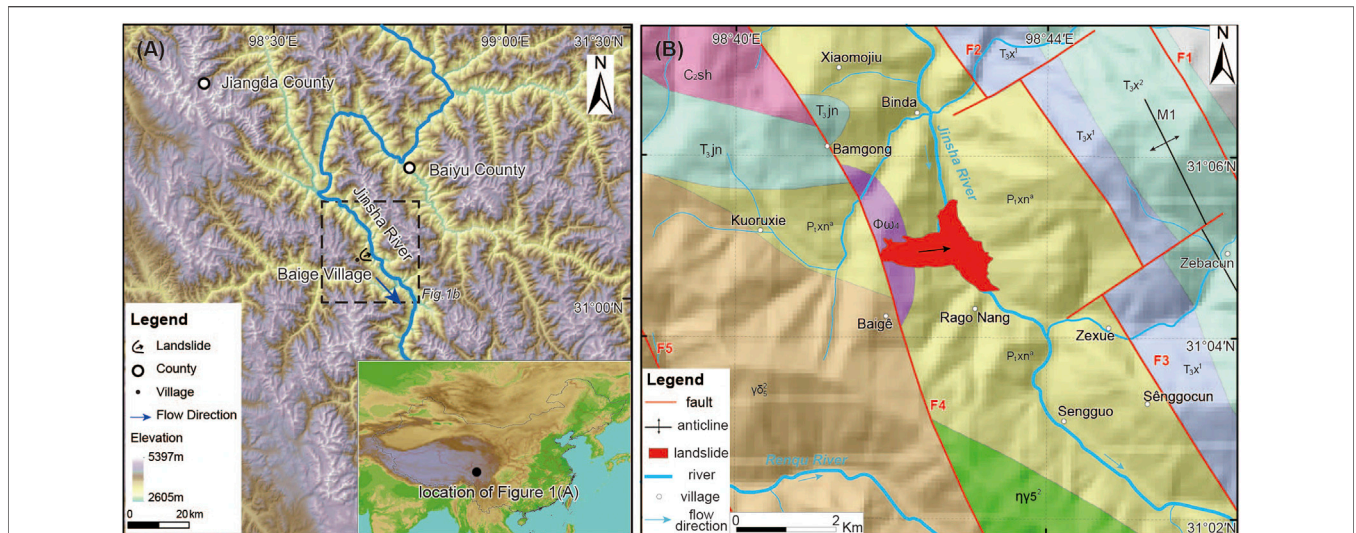 (A)
98°30′E
99°00′E
31°30′N
N
Jiangda County
Baiyu County
Jinsha River
Baige Village
Fig.1b
31°00′N
Legend
Landslide
County
Village
Flow Direction
Elevation
5397m
2605m
0 20km
location of Figure 1(A)
(B)
98°40′E
98°44′E
N
F2
T₃x¹
F1
Xiaomojiu
C₂sh
T₃x²
Binda
T₃jn
M1
Jinsha River
T₃x¹
Bamgong
T₃jn
31°06′N
P₁xnᵃ
Kuoruxie
P₁xnᵃ
Φω₄
Zebacun
Baigê
Rago Nang
Zexue
31°04′N
F5
P₁xnᵃ
F3
T₃x¹
γδ₅²
Sênggocun
F4
Sengguo
Legend
fault
anticline
landslide
river
village
flow
direction
ηγ5²
0 2
Km
31°02′N